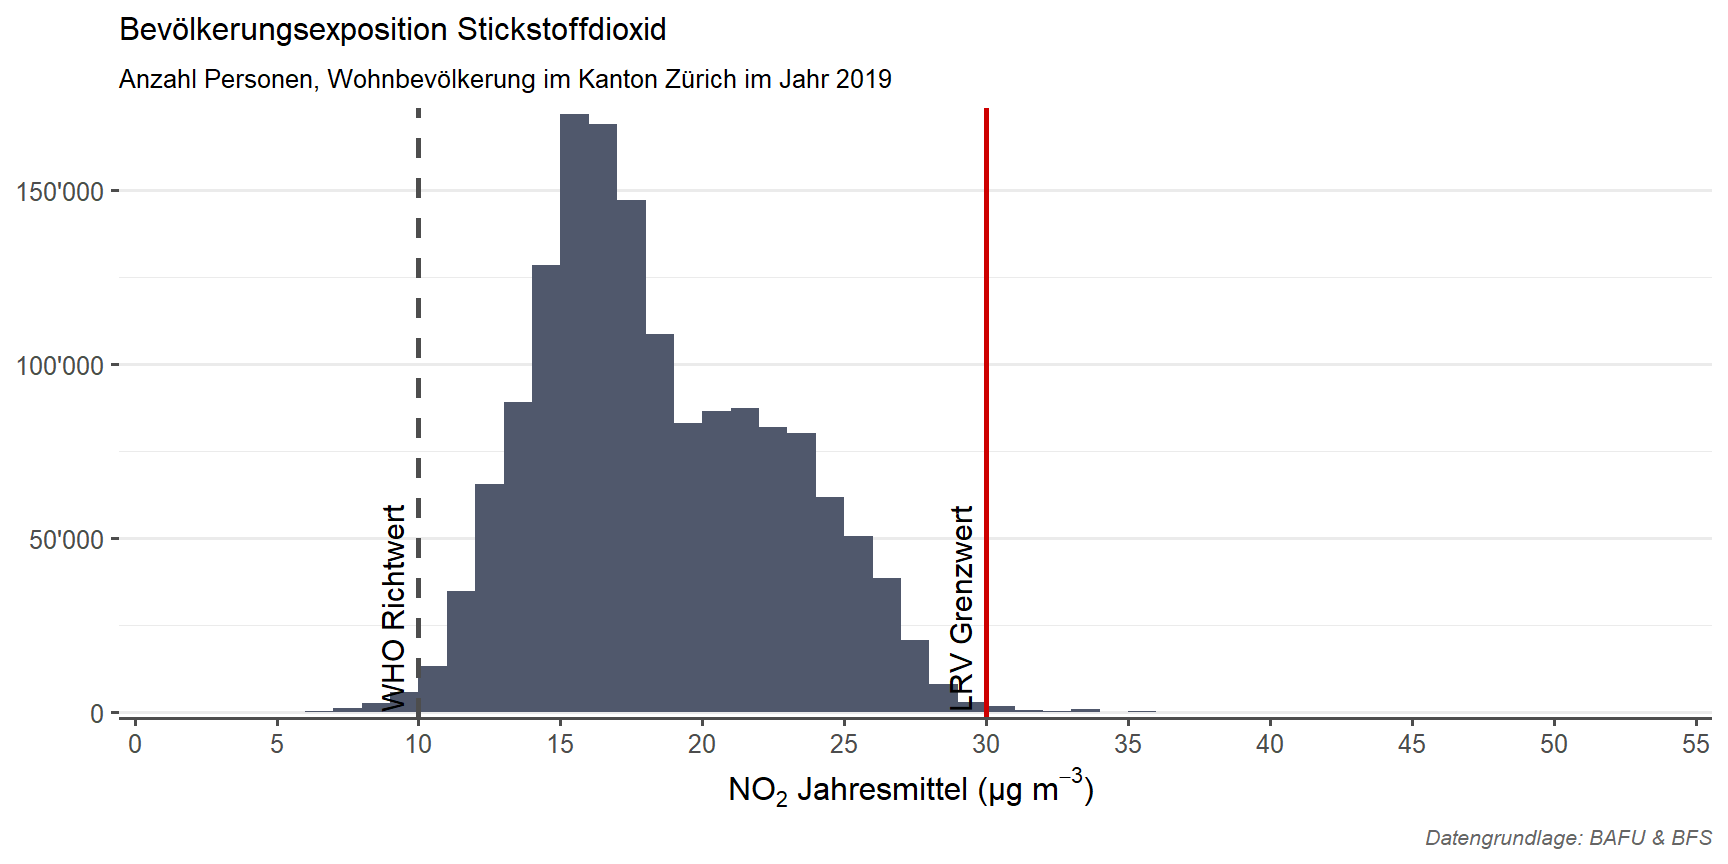 Bevölkerungsexposition Stickstoffdioxid
Anzahl Personen, Wohnbevölkerung im Kanton Zürich im Jahr 2019
150'000
100'000
50'000
0
WHO Richtwert
LRV Grenzwert
0 5 10 15 20 25 30 35 40 45 50 55
NO₂ Jahresmittel (µg m⁻³)
Datengrundlage: BAFU & BFS